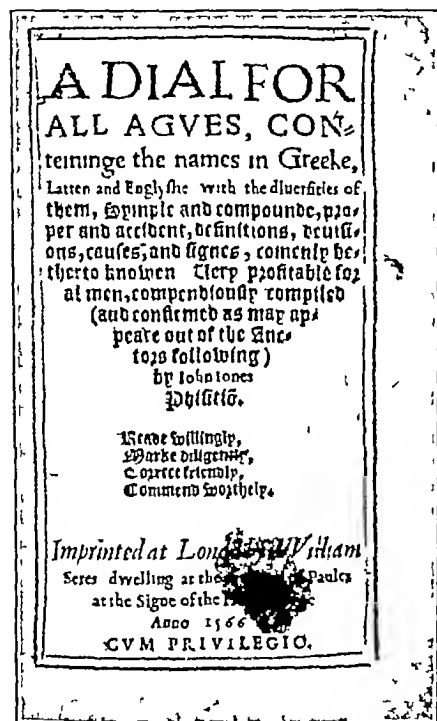 A DIAL FOR
ALL AGVES, CON=
teininge the names in Greeke,
Latten and Englyshe with the diuersities of
them, Symple and compounde, pro=
per and accident, definitions, deuisi=
ons, causes, and signes, comenly he=
therto knowen Very profitable for
al men, compendiously compiled
(and confirmed as may ap=
peare out of the Auc=
tors following)
by Iohn Iones
Phisitiō.
Reade willingly,
Marke diligently,
Correct friendly,
Commend worthely.
Imprinted at William
Seres dwelling at the Paules
at the Signe of the
Anno 1566
CVM PRIVILEGIO.